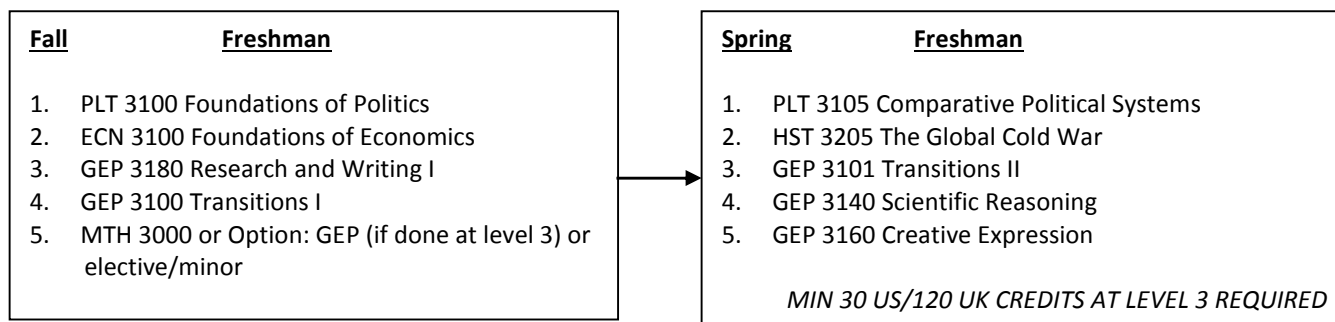 Fall Freshman
1. PLT 3100 Foundations of Politics
2. ECN 3100 Foundations of Economics
3. GEP 3180 Research and Writing I
4. GEP 3100 Transitions I
5. MTH 3000 or Option: GEP (if done at level 3) or
elective/minor
Spring Freshman
1. PLT 3105 Comparative Political Systems
2. HST 3205 The Global Cold War
3. GEP 3101 Transitions II
4. GEP 3140 Scientific Reasoning
5. GEP 3160 Creative Expression
MIN 30 US/120 UK CREDITS AT LEVEL 3 REQUIRED